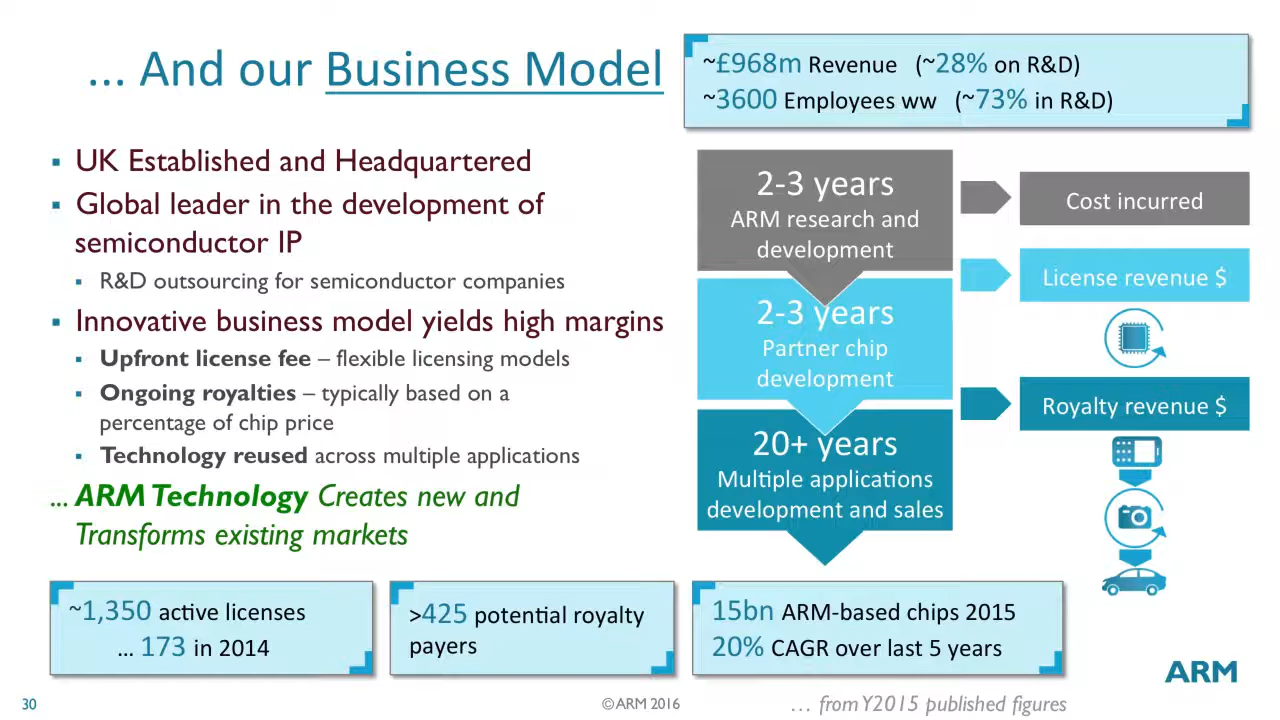 ... And our Business Model
~£968m Revenue (~28% on R&D)
~3600 Employees ww (~73% in R&D)
▪ UK Established and Headquartered
▪ Global leader in the development of
semiconductor IP
▪ R&D outsourcing for semiconductor companies
▪ Innovative business model yields high margins
▪ Upfront license fee – flexible licensing models
▪ Ongoing royalties – typically based on a
percentage of chip price
▪ Technology reused across multiple applications
... ARM Technology Creates new and
Transforms existing markets
2-3 years
ARM research and
development
Cost incurred
2-3 years
Partner chip
development
License revenue $
20+ years
Multiple applications
development and sales
Royalty revenue $
~1,350 active licenses
... 173 in 2014
>425 potential royalty
payers
15bn ARM-based chips 2015
20% CAGR over last 5 years
ARM
30
© ARM 2016
... from Y2015 published figures